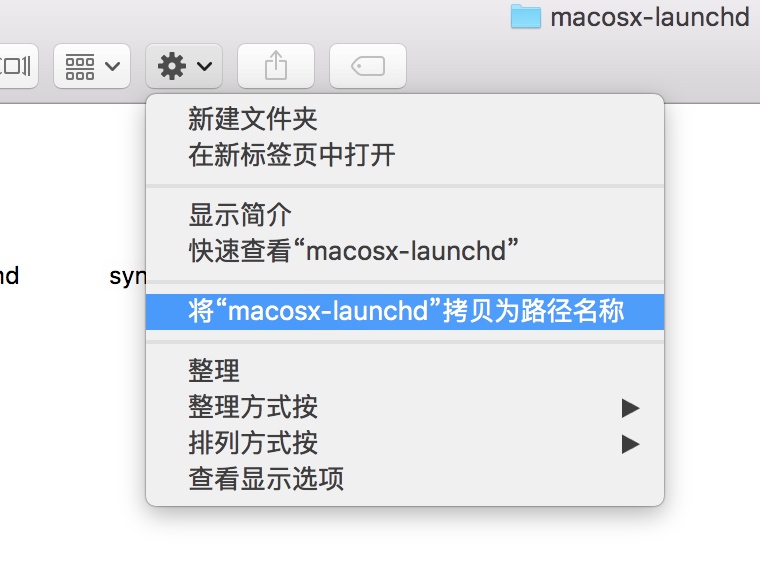 macosx-launchd
新建文件夹
在新标签页中打开
显示简介
快速查看“macosx-launchd”
nd
syn
将“macosx-launchd”拷贝为路径名称
整理
整理方式按
排列方式按
查看显示选项